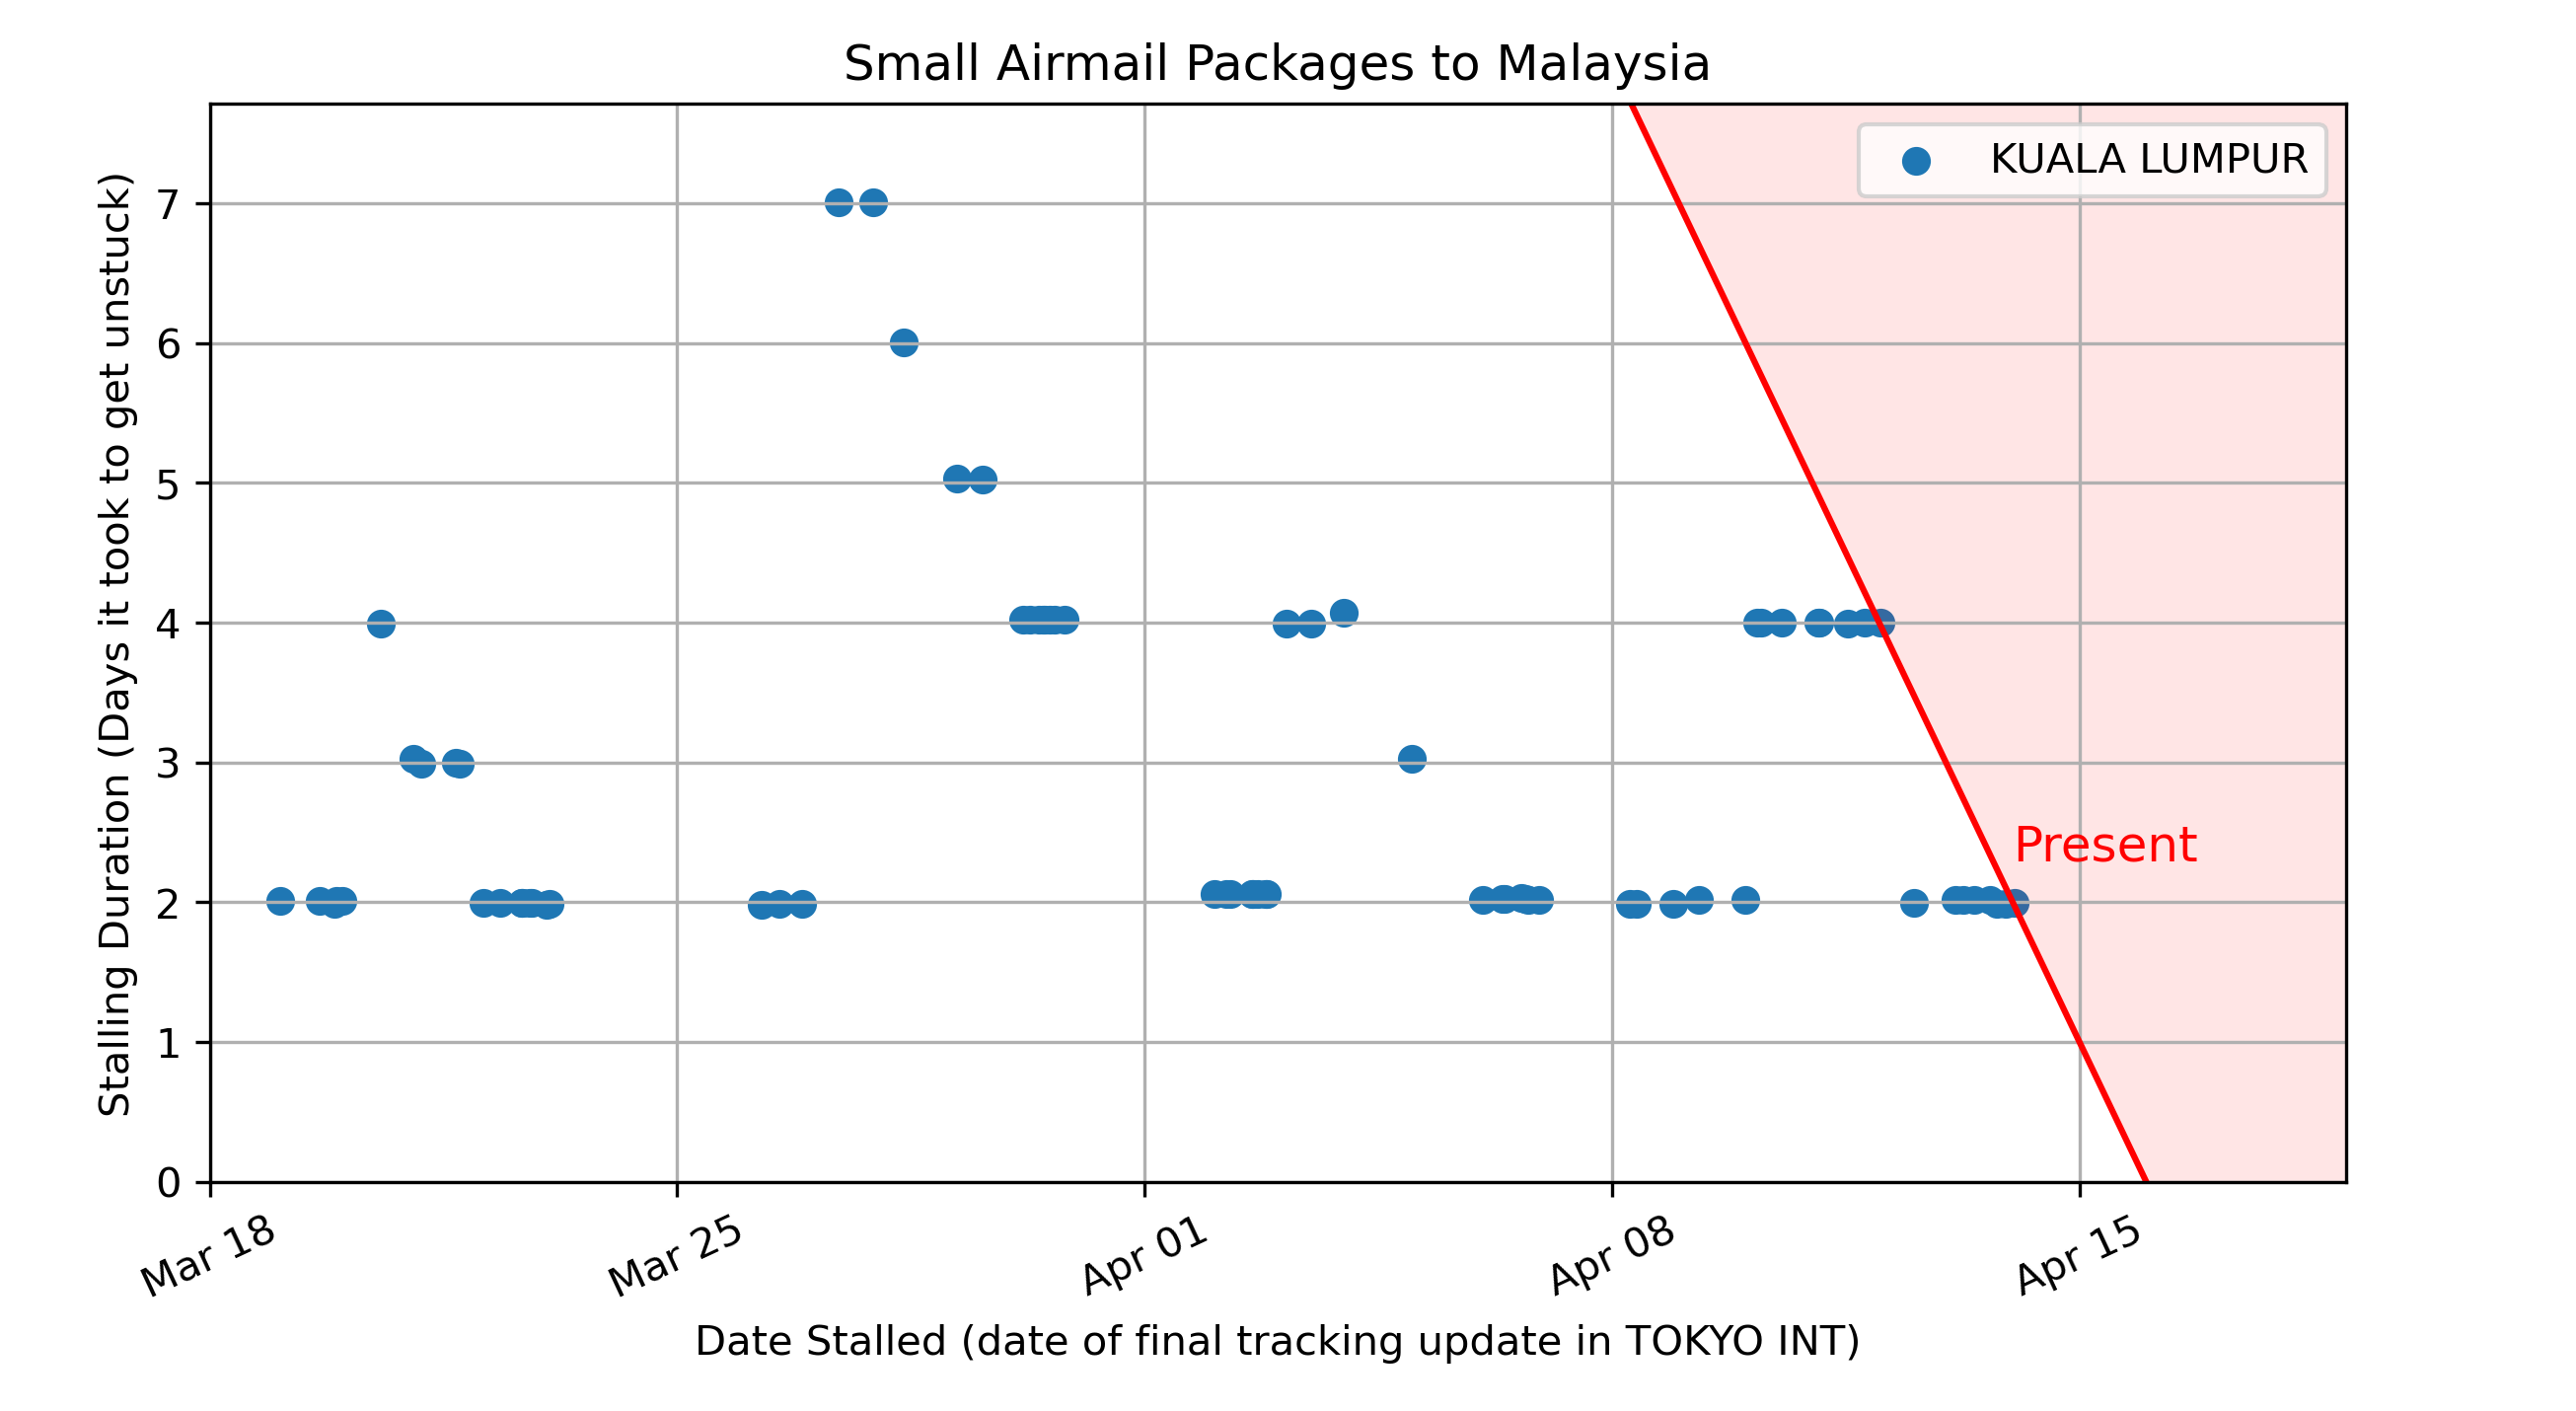 Small Airmail Packages to Malaysia
KUALA LUMPUR
Stalling Duration (Days it took to get unstuck)
7
6
5
4
3
2
1
0
Present
Mar 18
Mar 25
Apr 01
Apr 08
Apr 15
Date Stalled (date of final tracking update in TOKYO INT)